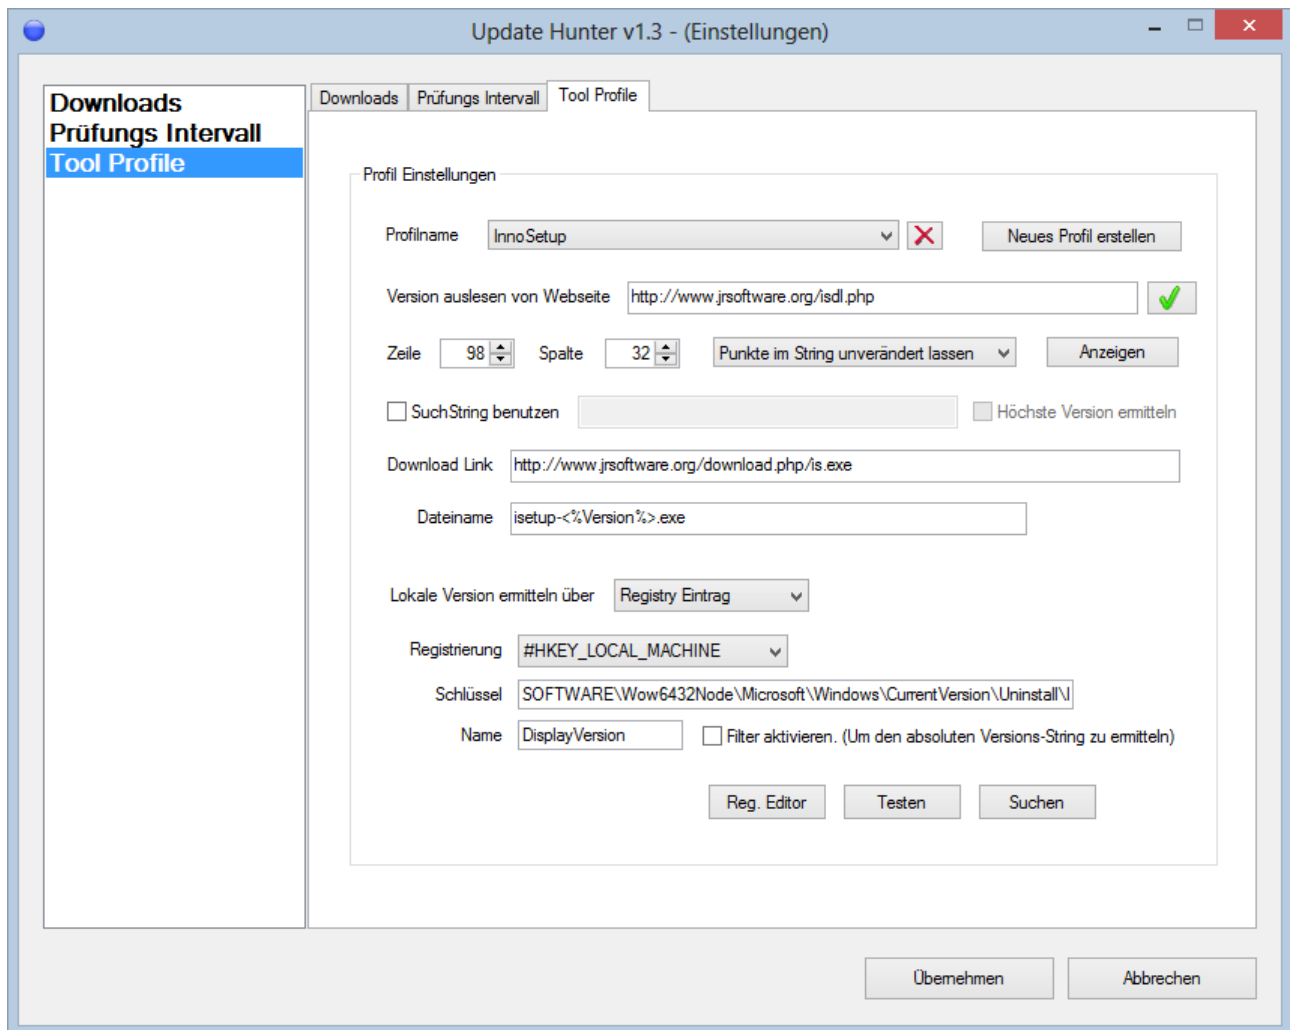 Update Hunter v1.3 - (Einstellungen)
Downloads
Prüfungs Intervall
Tool Profile
Downloads Prüfungs Intervall Tool Profile
Profil Einstellungen
Profilname InnoSetup Neues Profil erstellen
Version auslesen von Webseite http://www.jrsoftware.org/isdl.php
Zeile 98 Spalte 32 Punkte im String unverändert lassen Anzeigen
SuchString benutzen Höchste Version ermitteln
Download Link http://www.jrsoftware.org/download.php/is.exe
Dateiname isetup-<%Version%>.exe
Lokale Version ermitteln über Registry Eintrag
Registrierung #HKEY_LOCAL_MACHINE
Schlüssel SOFTWARE\Wow6432Node\Microsoft\Windows\CurrentVersion\Uninstall\I
Name DisplayVersion Filter aktivieren. (Um den absoluten Versions-String zu ermitteln)
Reg. Editor Testen Suchen
Übernehmen Abbrechen